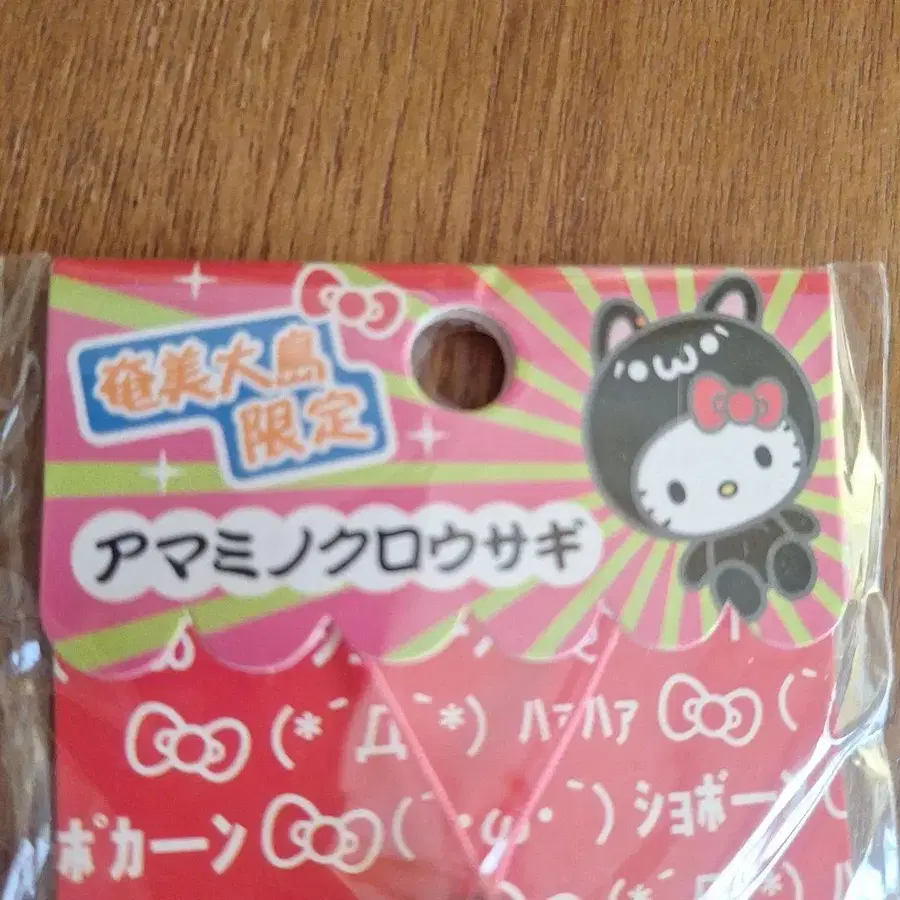 奄美大島
限定
アマミノクロウサギ
(*´Д`*) ハァハァ
ポカーン (´・ω・`) ショボーン